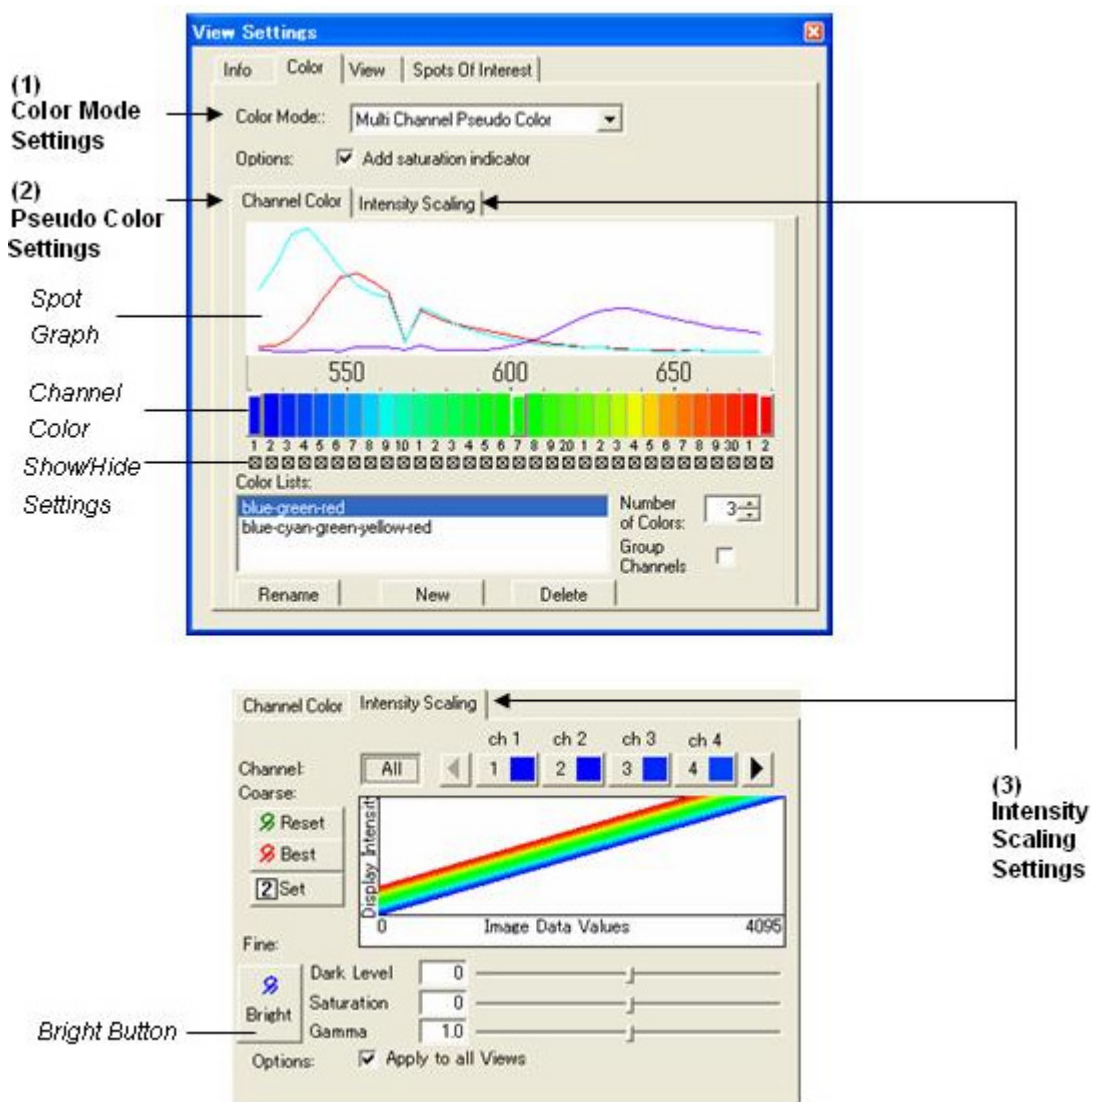 View Settings
Info Color View Spots Of Interest
(1)
Color Mode
Settings
Color Mode:: Multi Channel Pseudo Color
Options: Add saturation indicator
(2)
Pseudo Color
Settings
Channel Color Intensity Scaling
Spot
Graph
550 600 650
Channel
Color
1 2 3 4 5 6 7 8 9 10 1 2 3 4 5 6 7 8 9 20 1 2 3 4 5 6 7 8 9 30 1 2
Show/Hide
Settings
Color Lists:
blue-green-red
blue-cyan-green-yellow-red
Number
of Colors: 3
Group
Channels
Rename New Delete
Channel Color Intensity Scaling
ch 1 ch 2 ch 3 ch 4
Channel: All 1 2 3 4
Coarse:
Reset
Best
2 Set
Display Intensit
0 Image Data Values 4095
(3)
Intensity
Scaling
Settings
Fine:
Bright
Dark Level 0
Saturation 0
Gamma 1.0
Bright Button
Options: Apply to all Views